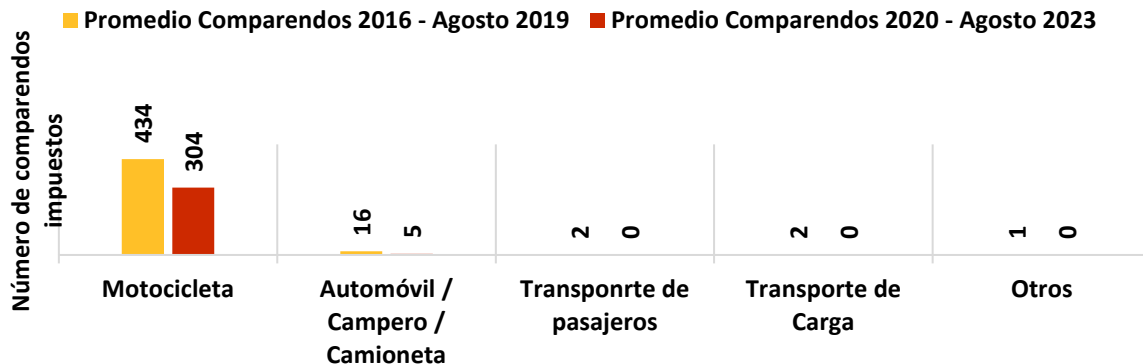 Promedio Comparendos 2016 - Agosto 2019 Promedio Comparendos 2020 - Agosto 2023
Número de comparendos
impuestos
434
304
16
5
2
0
2
0
1
0
Motocicleta
Automóvil /
Campero /
Camioneta
Transponrte de
pasajeros
Transporte de
Carga
Otros